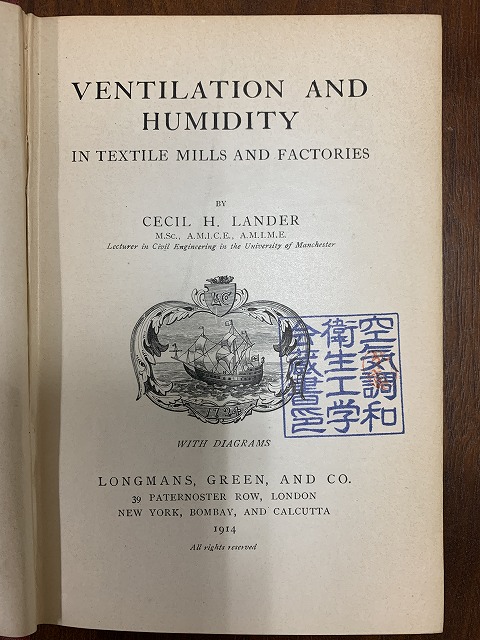 VENTILATION AND
HUMIDITY
IN TEXTILE MILLS AND FACTORIES
BY
CECIL H. LANDER
M.Sc., A.M.I.C.E., A.M.I.M.E.
Lecturer in Civil Engineering in the University of Manchester
1724
WITH DIAGRAMS
空気調和
衛生工学
会蔵書印
LONGMANS, GREEN, AND CO.
39 PATERNOSTER ROW, LONDON
NEW YORK, BOMBAY, AND CALCUTTA
1914
All rights reserved